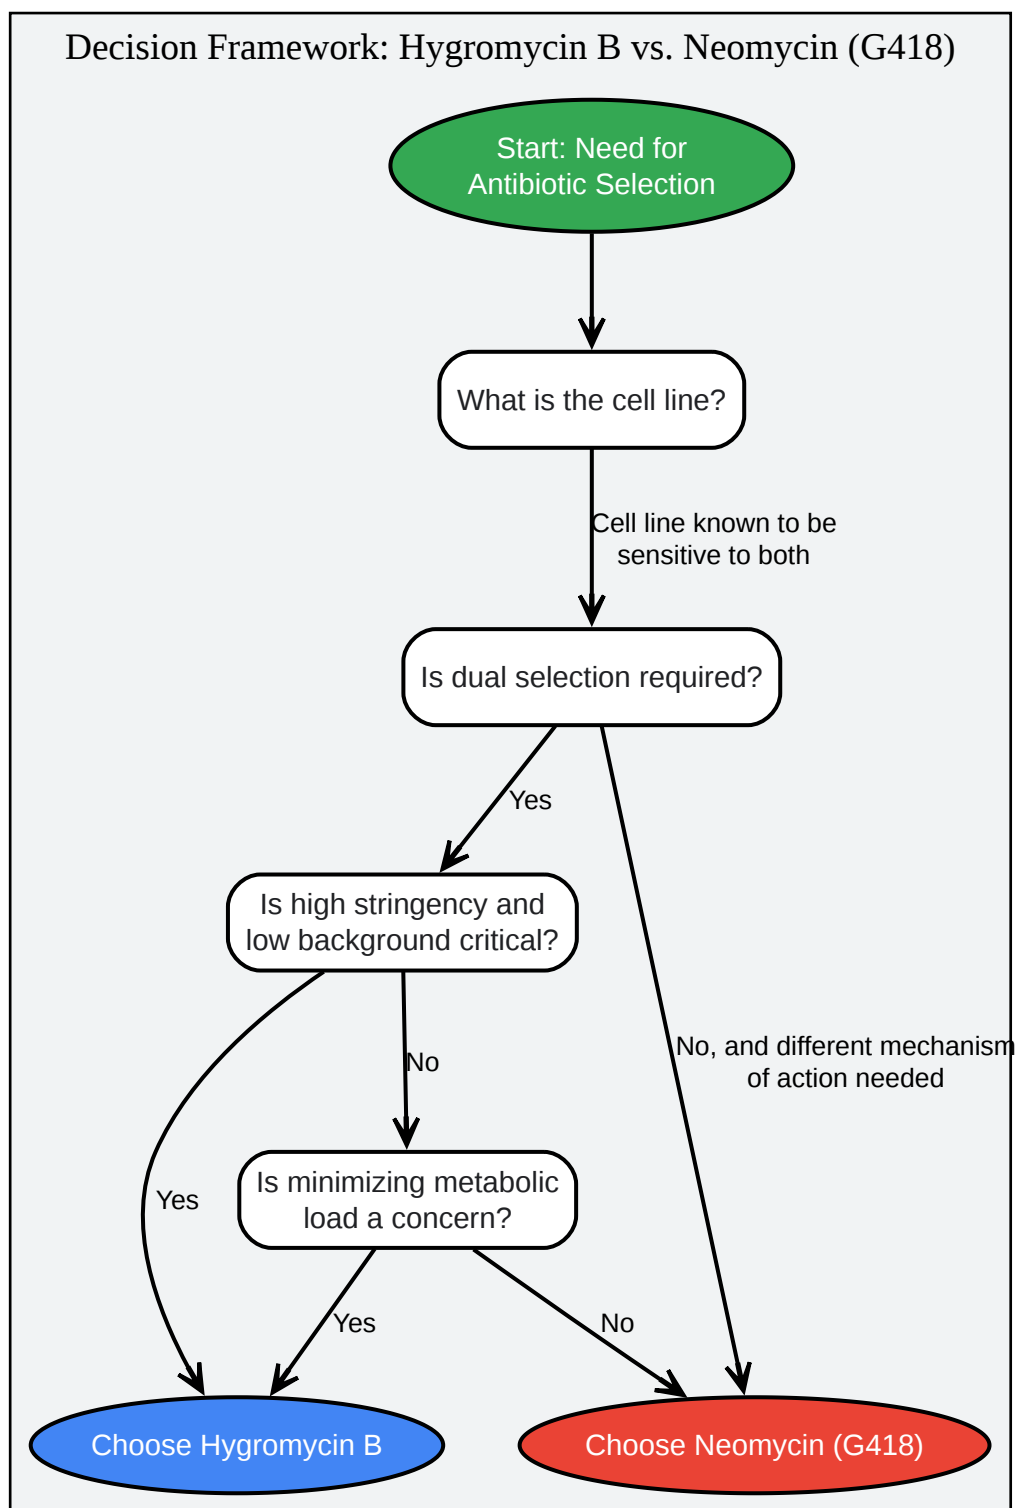 Decision Framework: Hygromycin B vs. Neomycin (G418)
Start: Need for
Antibiotic Selection
What is the cell line?
Cell line known to be
sensitive to both
Is dual selection required?
Yes
Is high stringency and
low background critical?
No, and different mechanism
of action needed
No
Is minimizing metabolic
load a concern?
Yes
Yes
No
Choose Hygromycin B
Choose Neomycin (G418)